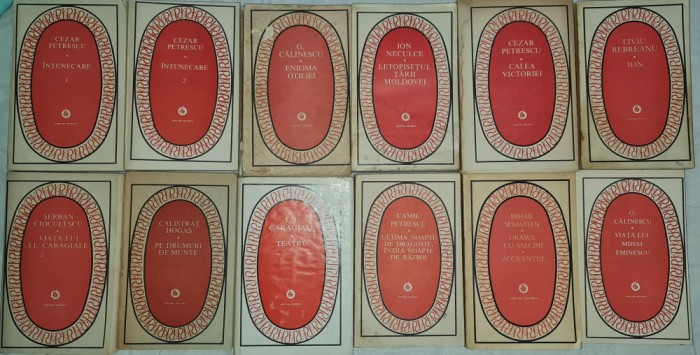 CEZAR
PETRESCU
ÎNTUNECARE
1
CEZAR
PETRESCU
ÎNTUNECARE
2
G.
CĂLINESCU
ENIGMA
OTILIEI
ION
NECULCE
LETOPISEȚUL
ȚĂRII
MOLDOVEI
CEZAR
PETRESCU
CALEA
VICTORIEI
LIVIU
REBREANU
ION
ȘERBAN
CIOCULESCU
VIAȚA LUI
I.L. CARAGIALE
CALISTRAT
HOGAȘ
PE DRUMURI
DE MUNTE
CARAGIALE
TEATRU
CAMIL
PETRESCU
ULTIMA NOAPTE
DE DRAGOSTE,
ÎNTÎIA NOAPTE
DE RĂZBOI
MIHAIL
SEBASTIAN
ORAȘUL
CU SALCÎMI
ACCIDENTUL
G.
CĂLINESCU
VIAȚA LUI
MIHAI
EMINESCU